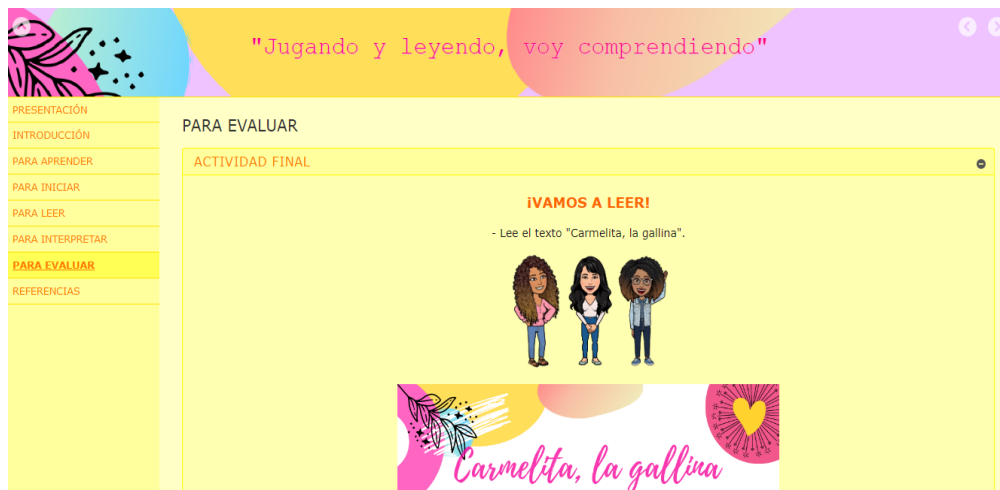 "Jugando y leyendo, voy comprendiendo"
PRESENTACIÓN
INTRODUCCIÓN
PARA APRENDER
PARA INICIAR
PARA LEER
PARA INTERPRETAR
PARA EVALUAR
REFERENCIAS
PARA EVALUAR
ACTIVIDAD FINAL
¡VAMOS A LEER!
- Lee el texto "Carmelita, la gallina".
Carmelita, la gallina